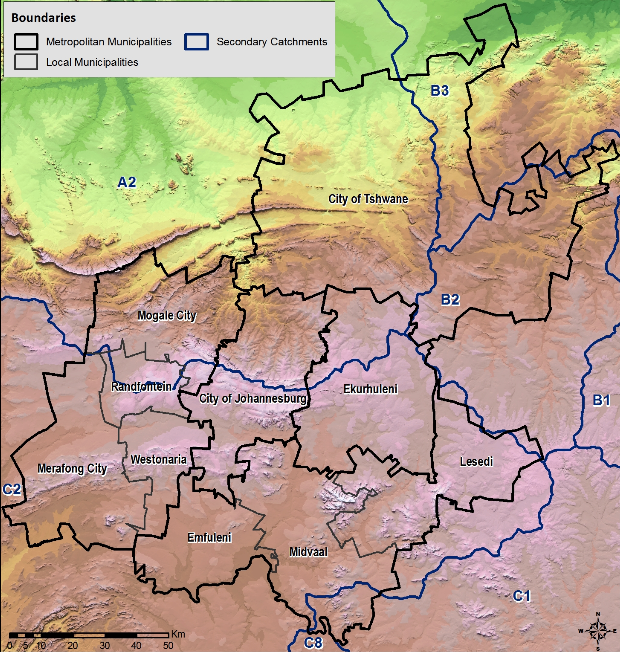 Boundaries
Metropolitan Municipalities
Secondary Catchments
Local Municipalities
B3
A2
City of Tshwane
B2
Mogale City
Randfontein
City of Johannesburg
Ekurhuleni
B1
Merafong City
Westonaria
Lesedi
C2
Emfuleni
Midvaal
C1
C8
N
W E
S
Km
0 5 10 20 30 40 50